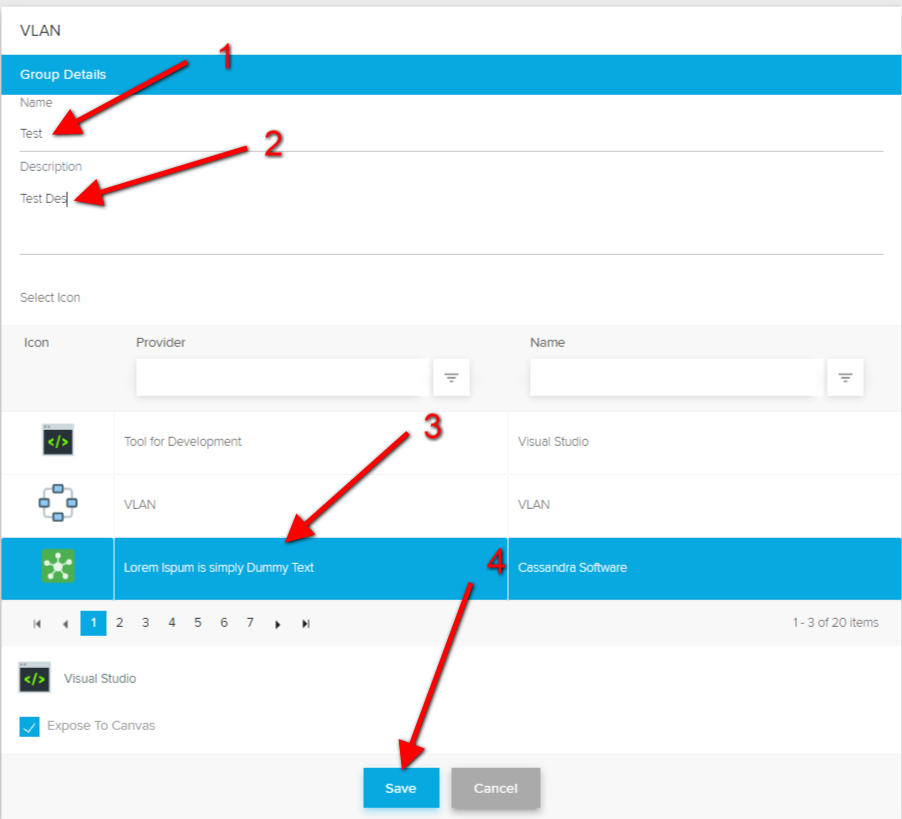 VLAN
1
Group Details
Name
Test
2
Description
Test Des
Select Icon
Icon Provider Name
3
</> Tool for Development Visual Studio
VLAN VLAN
4
Lorem Ispum is simply Dummy Text Cassandra Software
1 2 3 4 5 6 7 1 - 3 of 20 items
</> Visual Studio
Expose To Canvas
Save Cancel